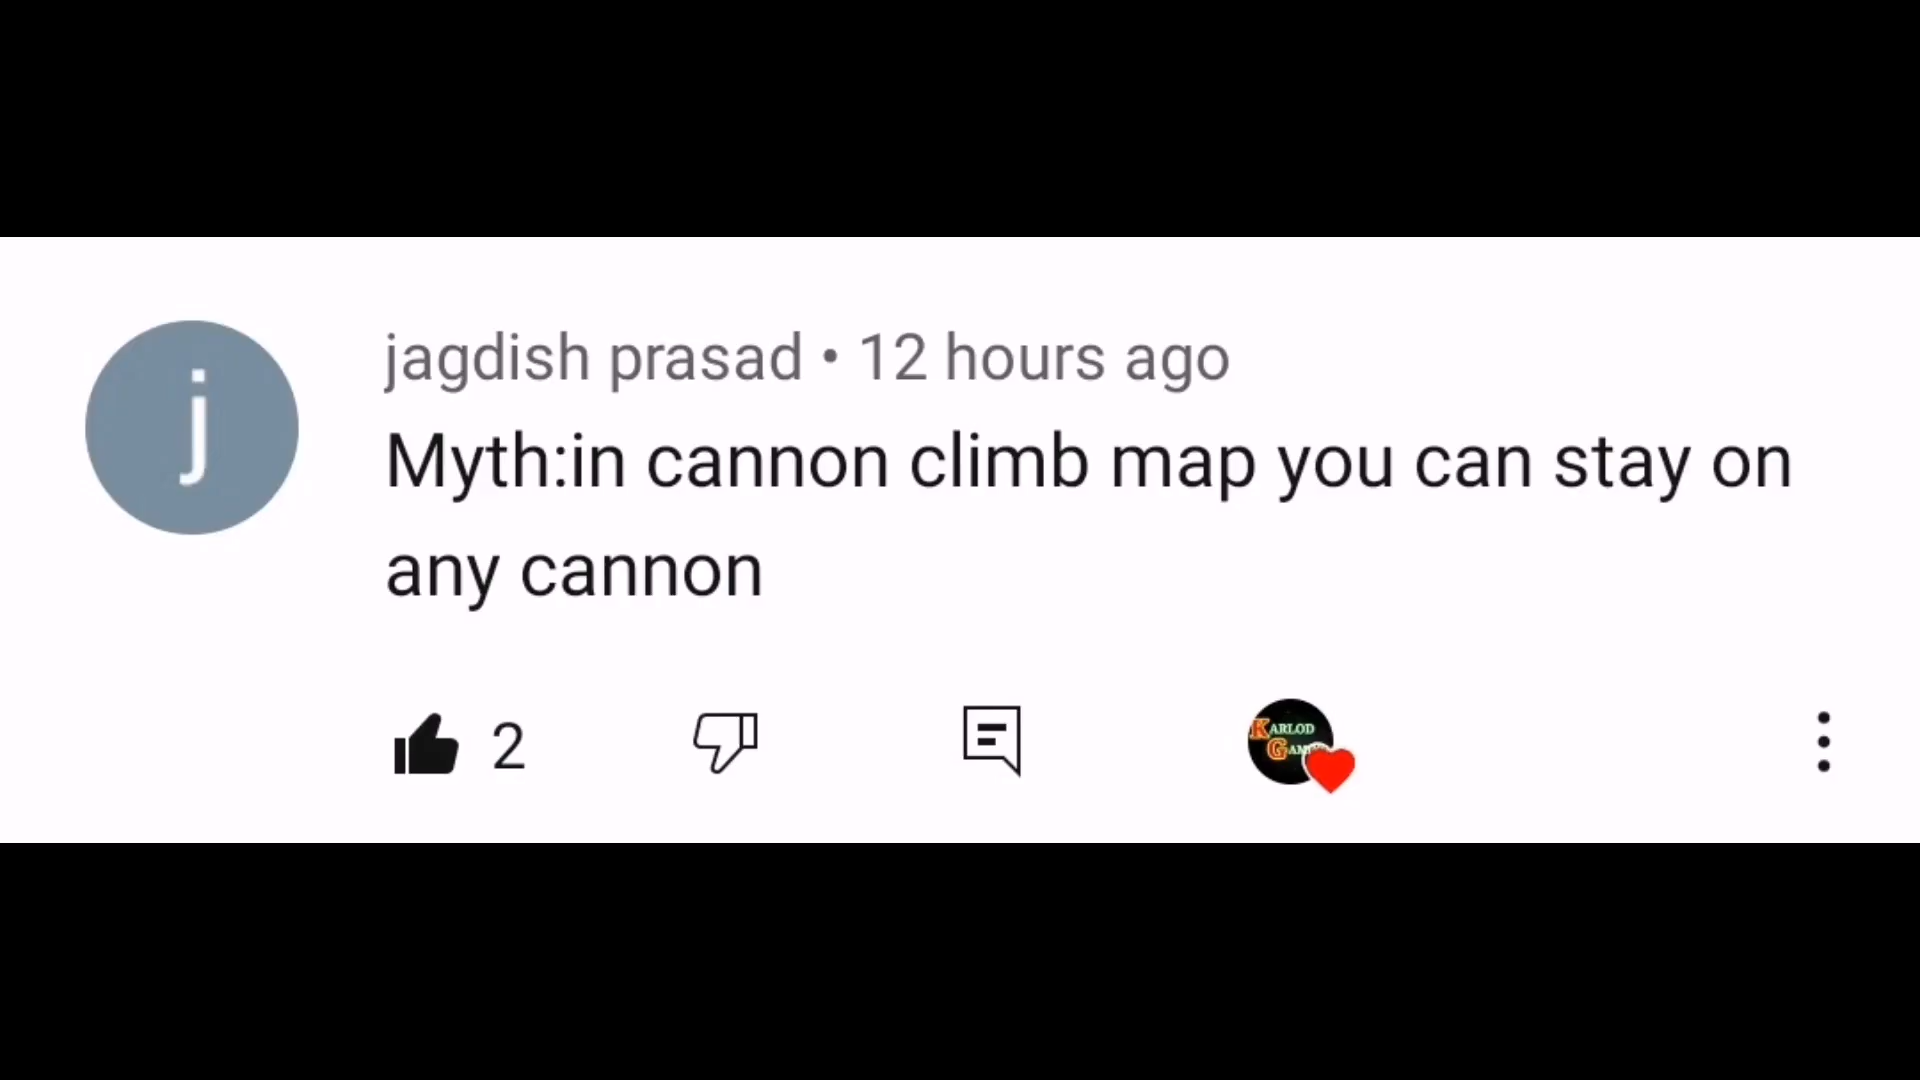 j
jagdish prasad • 12 hours ago
Myth:in cannon climb map you can stay on
any cannon
2
KARLOD